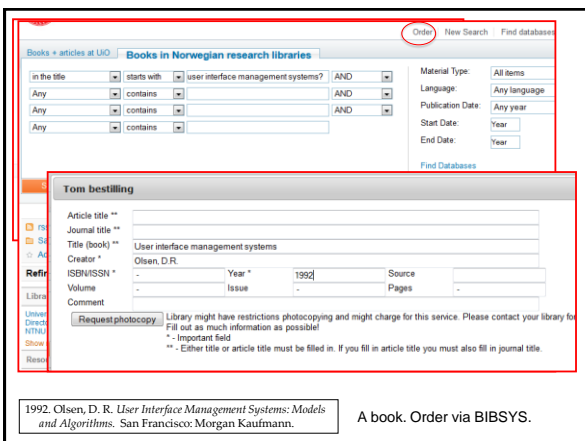 Order New Search Find databases
Books + articles at UiO Books in Norwegian research libraries
in the title starts with user interface management systems? AND
Any contains AND
Any contains AND
Any contains
Material Type: All items
Language: Any language
Publication Date: Any year
Start Date: Year
End Date: Year
Find Databases
Tom bestilling
Article title **
Journal title **
Title (book) ** User interface management systems
Creator * Olsen, D.R.
ISBN/ISSN * - Year * 1992 Source
Volume - Issue - Pages -
Comment
Request photocopy
Library might have restrictions photocopying and might charge for this service. Please contact your library for
Fill out as much information as possible!
* - Important field
** - Either title or article title must be filled in. If you fill in article title you must also fill in journal title.
Refin
Libra
Univer
Directo
NTNU
Show
Resou
1992. Olsen, D. R. User Interface Management Systems: Models
and Algorithms. San Francisco: Morgan Kaufmann.
A book. Order via BIBSYS.